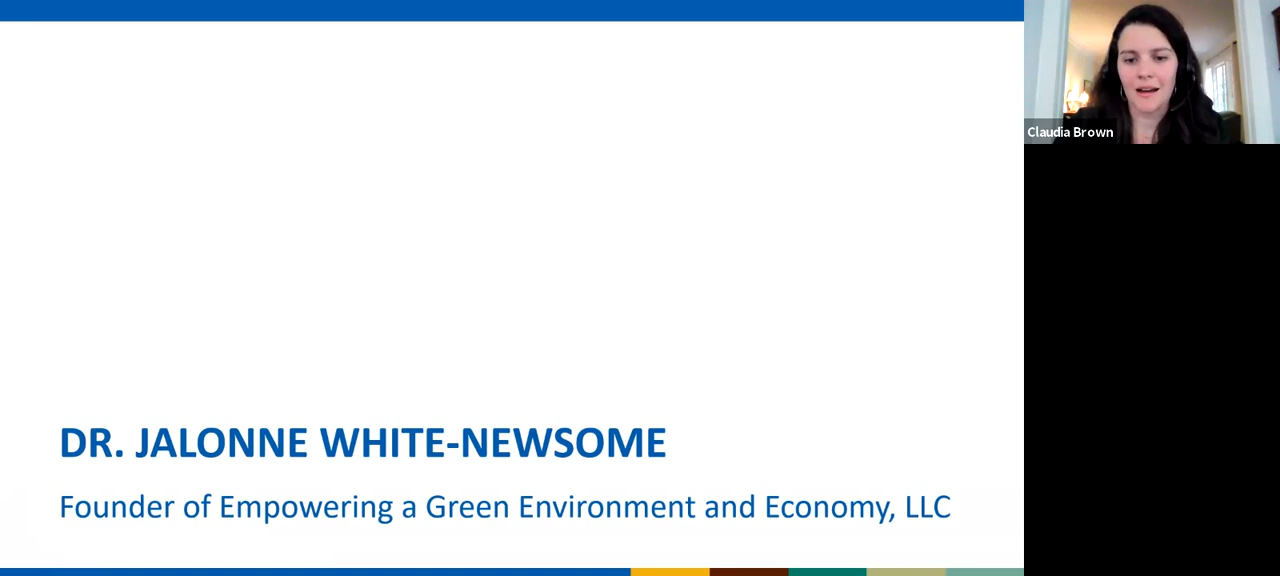 DR. JALONNE WHITE-NEWSOME
Founder of Empowering a Green Environment and Economy, LLC
Claudia Brown